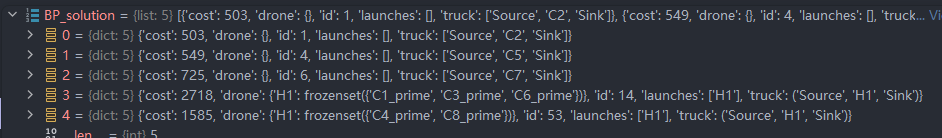 BP_solution = {list: 5} [{'cost': 503, 'drone': {}, 'id': 1, 'launches': [], 'truck': ['Source', 'C2', 'Sink']}, {'cost': 549, 'drone': {}, 'id': 4, 'launches': [], 'truck... Vi
0 = {dict: 5} {'cost': 503, 'drone': {}, 'id': 1, 'launches': [], 'truck': ['Source', 'C2', 'Sink']}
1 = {dict: 5} {'cost': 549, 'drone': {}, 'id': 4, 'launches': [], 'truck': ['Source', 'C5', 'Sink']}
2 = {dict: 5} {'cost': 725, 'drone': {}, 'id': 6, 'launches': [], 'truck': ['Source', 'C7', 'Sink']}
3 = {dict: 5} {'cost': 2718, 'drone': {'H1': frozenset({'C1_prime', 'C3_prime', 'C6_prime'})}, 'id': 14, 'launches': ['H1'], 'truck': ('Source', 'H1', 'Sink')}
4 = {dict: 5} {'cost': 1585, 'drone': {'H1': frozenset({'C4_prime', 'C8_prime'})}, 'id': 53, 'launches': ['H1'], 'truck': ('Source', 'H1', 'Sink')}